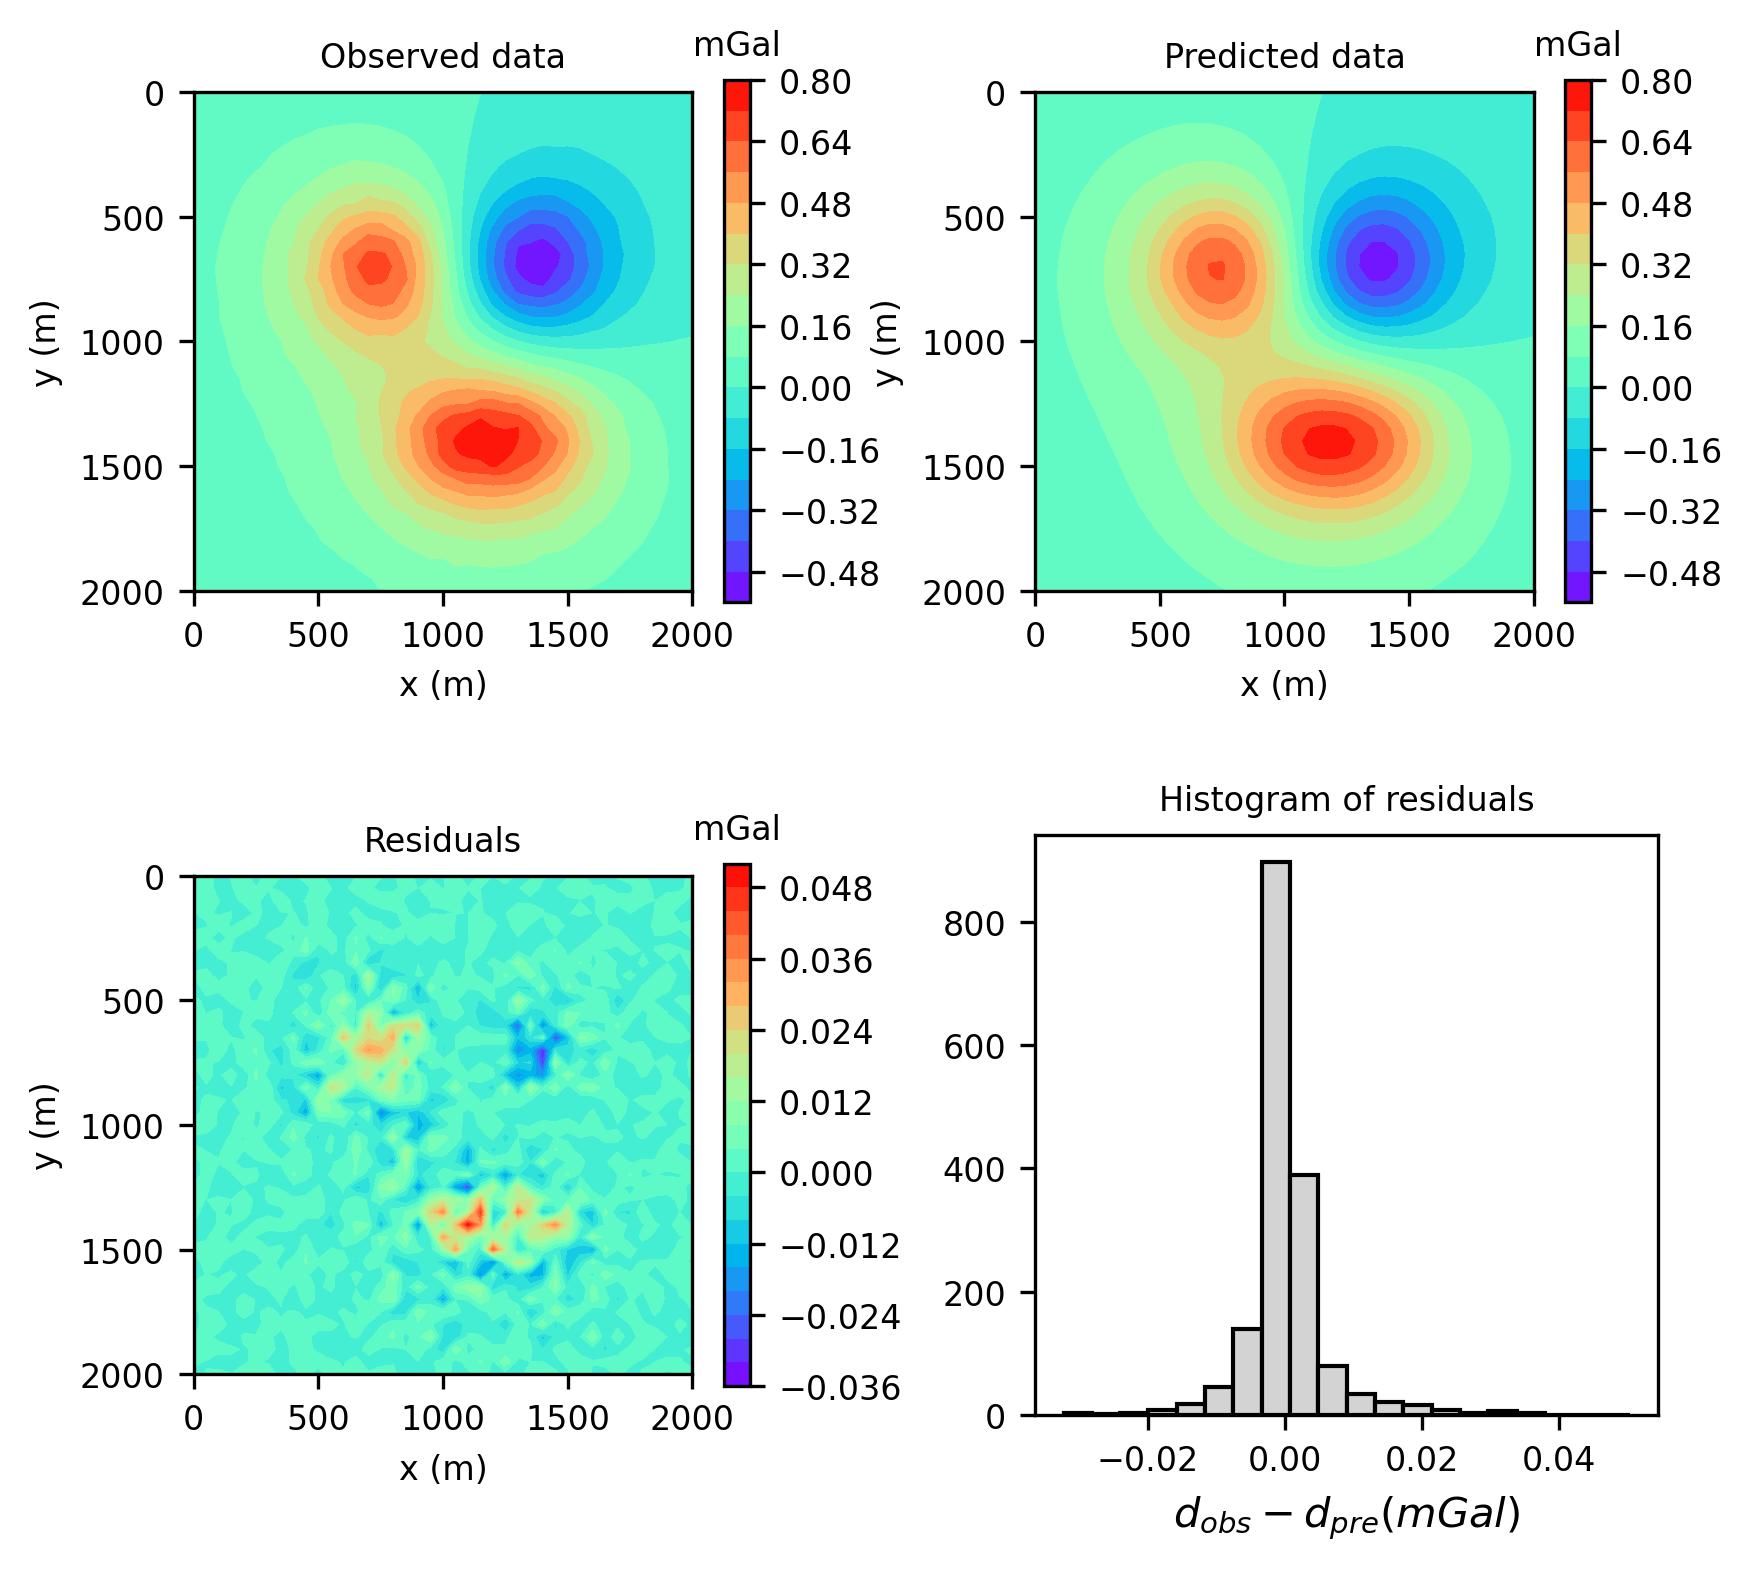 Observed data
mGal
0.80
0.64
0.48
0.32
0.16
0.00
−0.16
−0.32
−0.48
0
500
1000
1500
2000
y (m)
0 500 1000 1500 2000
x (m)
Predicted data
mGal
0.80
0.64
0.48
0.32
0.16
0.00
−0.16
−0.32
−0.48
0
500
1000
1500
2000
y (m)
0 500 1000 1500 2000
x (m)
Residuals
mGal
0.048
0.036
0.024
0.012
0.000
−0.012
−0.024
−0.036
0
500
1000
1500
2000
y (m)
0 500 1000 1500 2000
x (m)
Histogram of residuals
800
600
400
200
0
−0.02 0.00 0.02 0.04
d_obs − d_pre(mGal)